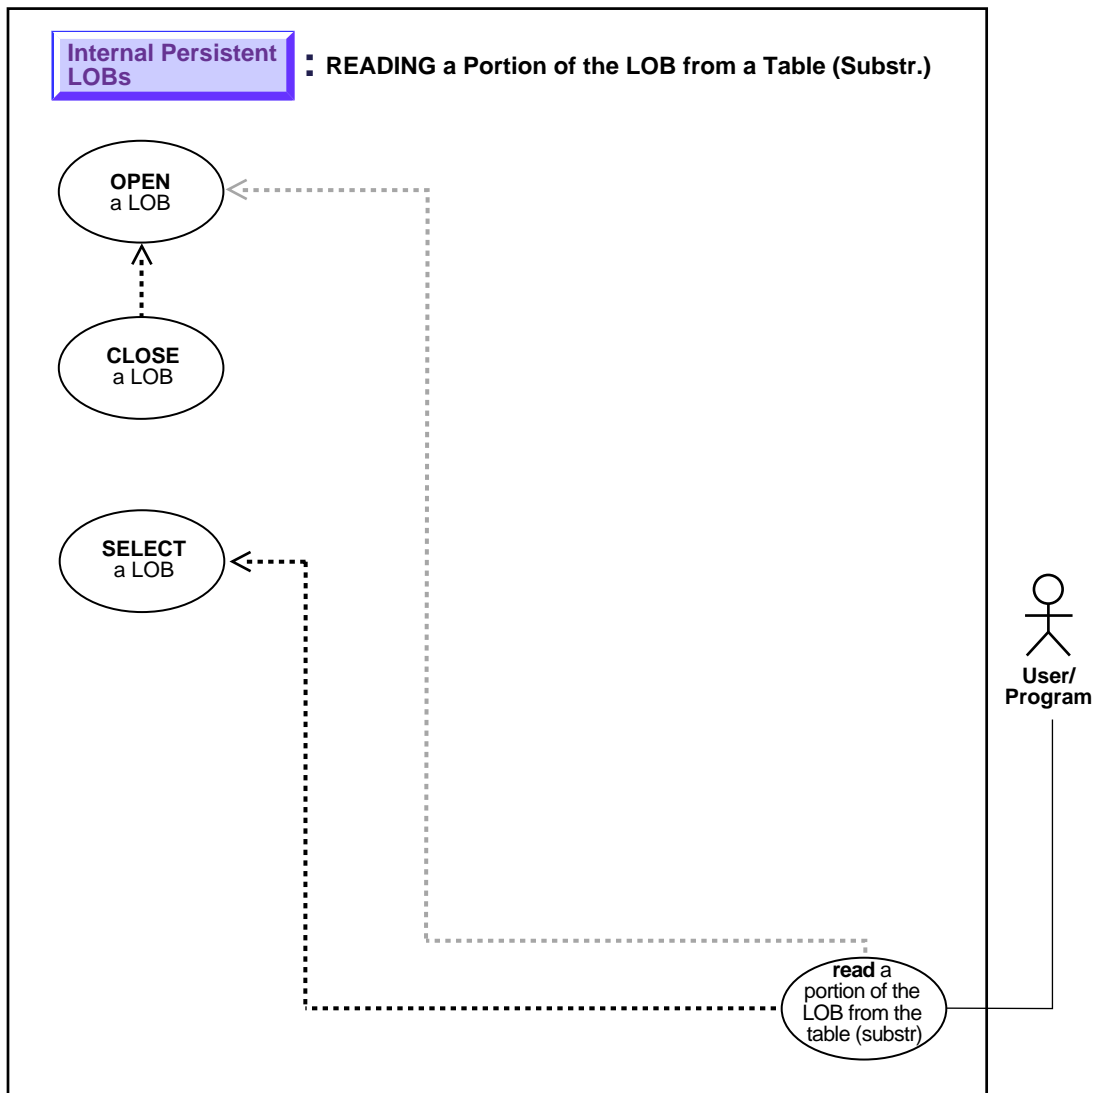 Internal Persistent
LOBs
: READING a Portion of the LOB from a Table (Substr.)
OPEN
a LOB
CLOSE
a LOB
SELECT
a LOB
User/
Program
read a
portion of the
LOB from the
table (substr)